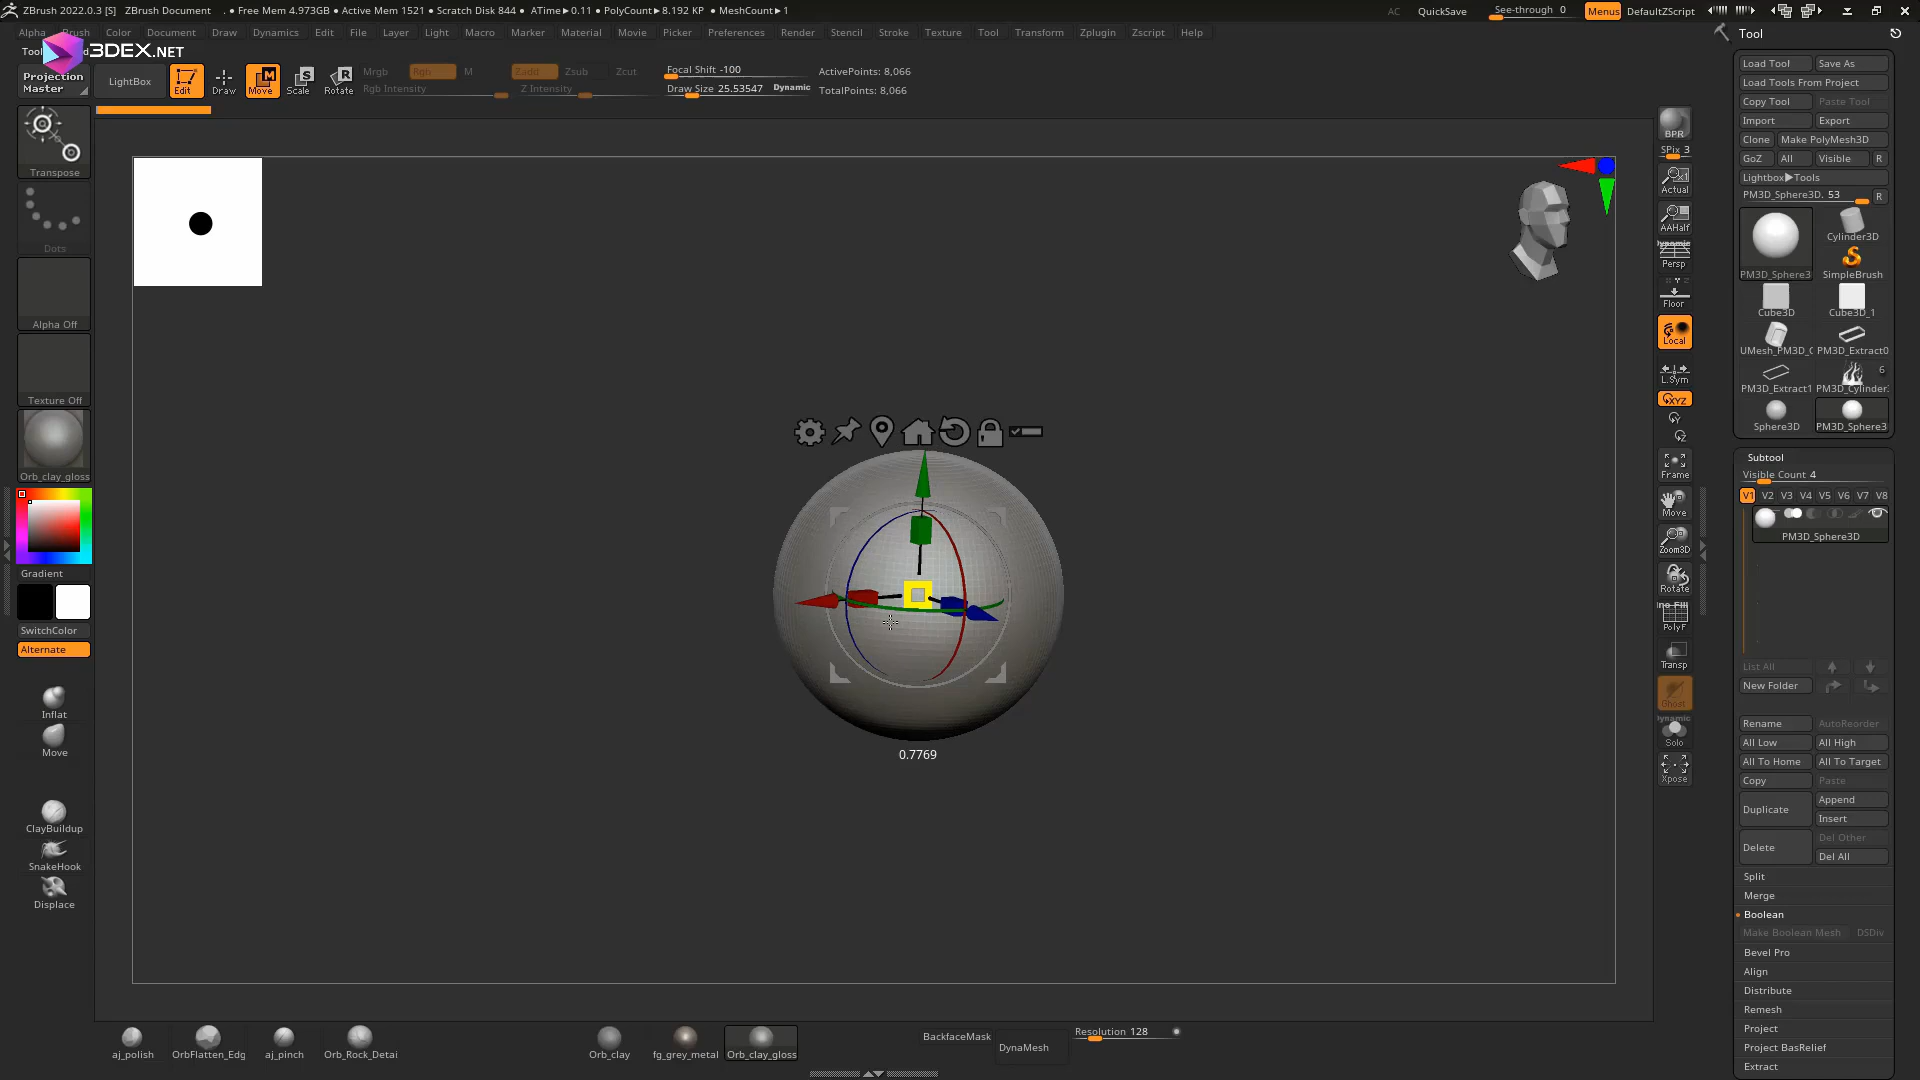 ZBrush 2022.0.3 [S] ZBrush Document . ● Free Mem 4.973GB ● Active Mem 1521 ● Scratch Disk 844 ● ATime►0.11 ● PolyCount►8.192 KP ● MeshCount►1
AC QuickSave See-through 0 Menus DefaultZScript
Alpha Brush Color Document Draw Dynamics Edit File Layer Light Macro Marker Material Movie Picker Preferences Render Stencil Stroke Texture Tool Transform Zplugin Zscript Help
3DEX.NET
Projection
Master
LightBox
Edit
Draw
Move
Scale
Rotate
Mrgb Rgb M
Rgb Intensity
Zadd Zsub Zcut
Z Intensity
Focal Shift -100
Draw Size 25.53547 Dynamic
ActivePoints: 8,066
TotalPoints: 8,066
Transpose
Dots
Alpha Off
Texture Off
Orb_clay_gloss
Gradient
SwitchColor
Alternate
Inflat
Move
ClayBuildup
SnakeHook
Displace
0.7769
BPR
SPix 3
Actual
AAHalf
Dynamic
Persp
Floor
Local
L.Sym
XYZ
Y
Z
Frame
Move
Zoom3D
Rotate
PolyF
Transp
Ghost
Dynamic
Solo
Xpose
Tool
Load Tool Save As
Load Tools From Project
Copy Tool Paste Tool
Import Export
Clone Make PolyMesh3D
GoZ All Visible R
Lightbox►Tools
PM3D_Sphere3D. 53 R
PM3D_Sphere3
Cylinder3D
SimpleBrush
Cube3D Cube3D_1
UMesh_PM3D_C PM3D_Extract0
6
PM3D_Extract1 PM3D_Cylinder.
Sphere3D PM3D_Sphere3
Subtool
Visible Count 4
V1 V2 V3 V4 V5 V6 V7 V8
PM3D_Sphere3D
List All
New Folder
Rename AutoReorder
All Low All High
All To Home All To Target
Copy Paste
Duplicate Append
Insert
Delete Del Other
Del All
Split
Merge
Boolean
Make Boolean Mesh DSDiv
Bevel Pro
Align
Distribute
Remesh
Project
Project BasRelief
Extract
aj_polish OrbFlatten_Edg aj_pinch Orb_Rock_Detai Orb_clay fg_grey_metal Orb_clay_gloss
BackfaceMask
DynaMesh
Resolution 128